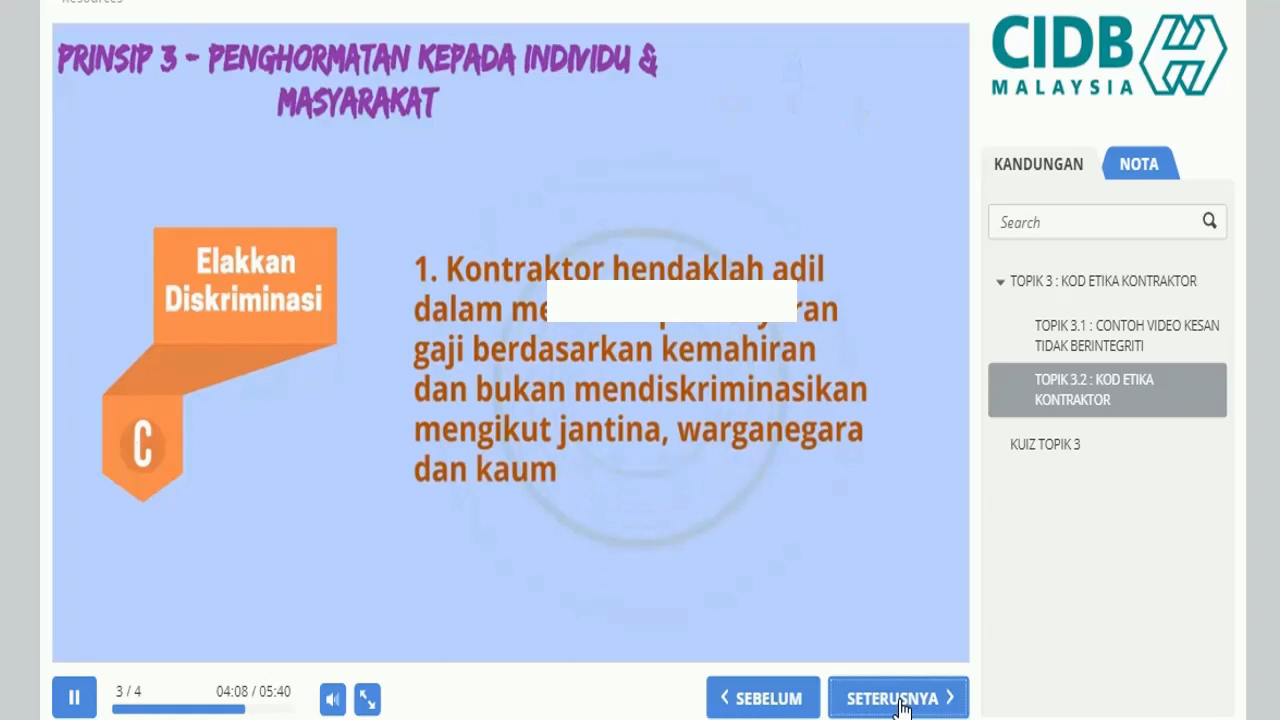 Resources
PRINSIP 3 - PENGHORMATAN KEPADA INDIVIDU &
MASYARAKAT
Elakkan
Diskriminasi
C
1. Kontraktor hendaklah adil
dalam
gaji berdasarkan kemahiran
dan bukan mendiskriminasikan
mengikut jantina, warganegara
dan kaum
3 / 4
04:08 / 05:40
SEBELUM
SETERUSNYA
CIDB
MALAYSIA
KANDUNGAN
NOTA
Search
TOPIK 3 : KOD ETIKA KONTRAKTOR
TOPIK 3.1 : CONTOH VIDEO KESAN
TIDAK BERINTEGRITI
TOPIK 3.2 : KOD ETIKA
KONTRAKTOR
KUIZ TOPIK 3